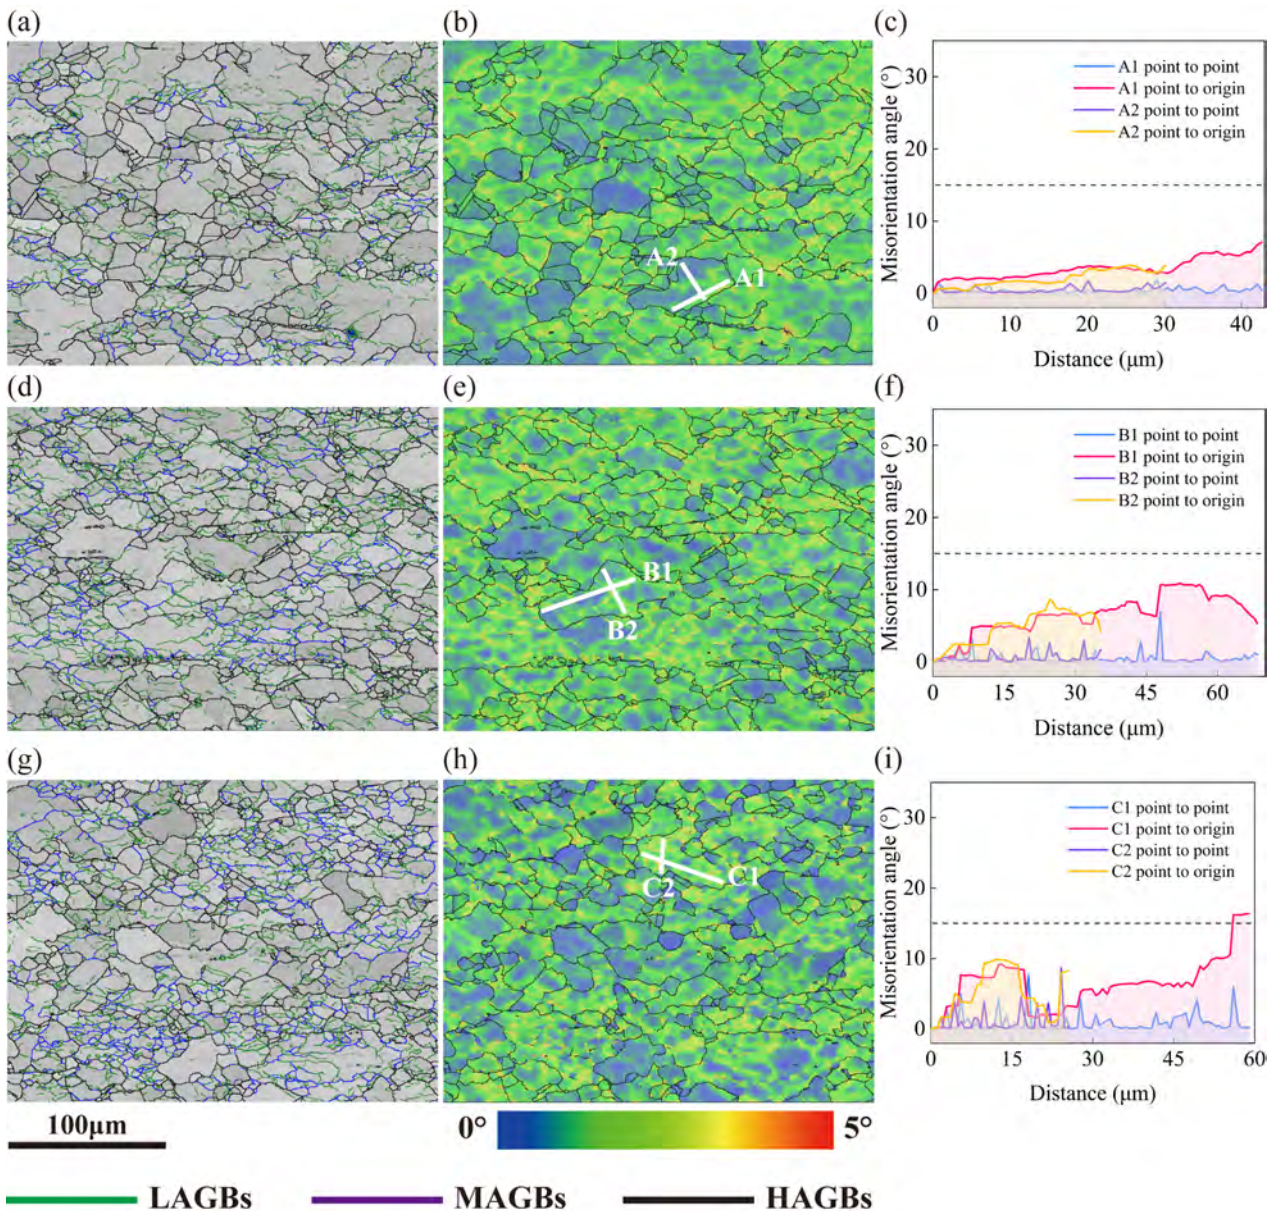 (a)
(b)
(c)
A2
A1
Misorientation angle (°)
30
20
10
0
A1 point to point
A1 point to origin
A2 point to point
A2 point to origin
0 10 20 30 40
Distance (μm)
(d)
(e)
(f)
B1
B2
Misorientation angle (°)
30
20
10
0
B1 point to point
B1 point to origin
B2 point to point
B2 point to origin
0 15 30 45 60
Distance (μm)
(g)
(h)
(i)
C2
C1
Misorientation angle (°)
30
20
10
0
C1 point to point
C1 point to origin
C2 point to point
C2 point to origin
0 15 30 45 60
Distance (μm)
100μm
0° 5°
LAGBs MAGBs HAGBs